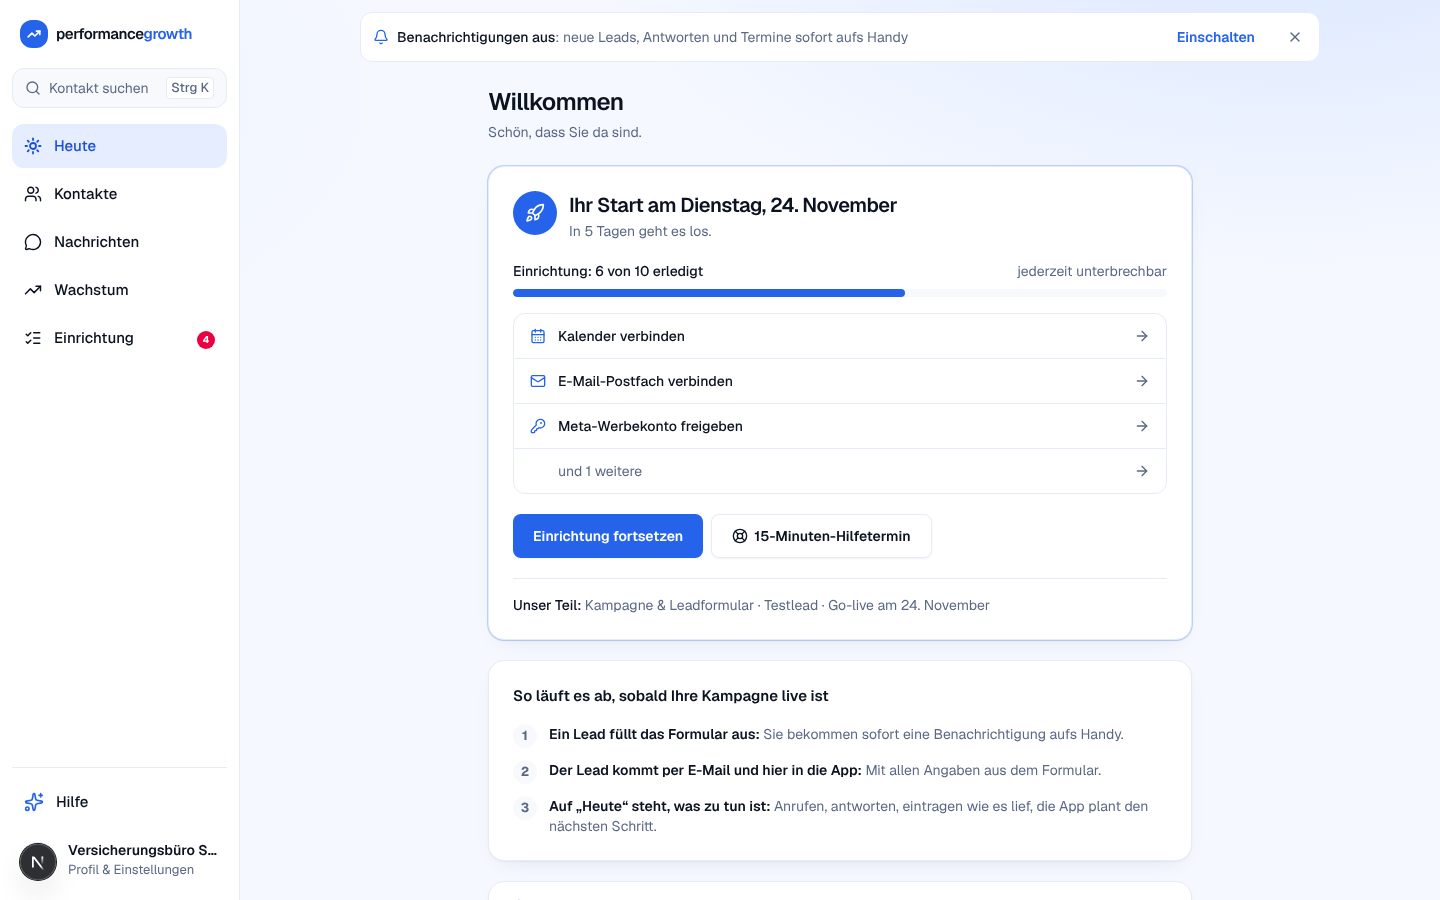 performancegrowth
Kontakt suchen Strg K
Heute
Kontakte
Nachrichten
Wachstum
Einrichtung 4
Hilfe
Versicherungsbüro S...
Profil & Einstellungen
Benachrichtigungen aus: neue Leads, Antworten und Termine sofort aufs Handy
Einschalten
Willkommen
Schön, dass Sie da sind.
Ihr Start am Dienstag, 24. November
In 5 Tagen geht es los.
Einrichtung: 6 von 10 erledigt
jederzeit unterbrechbar
Kalender verbinden
E-Mail-Postfach verbinden
Meta-Werbekonto freigeben
und 1 weitere
Einrichtung fortsetzen
15-Minuten-Hilfetermin
Unser Teil: Kampagne & Leadformular · Testlead · Go-live am 24. November
So läuft es ab, sobald Ihre Kampagne live ist
1 Ein Lead füllt das Formular aus: Sie bekommen sofort eine Benachrichtigung aufs Handy.
2 Der Lead kommt per E-Mail und hier in die App: Mit allen Angaben aus dem Formular.
3 Auf „Heute“ steht, was zu tun ist: Anrufen, antworten, eintragen wie es lief, die App plant den
nächsten Schritt.